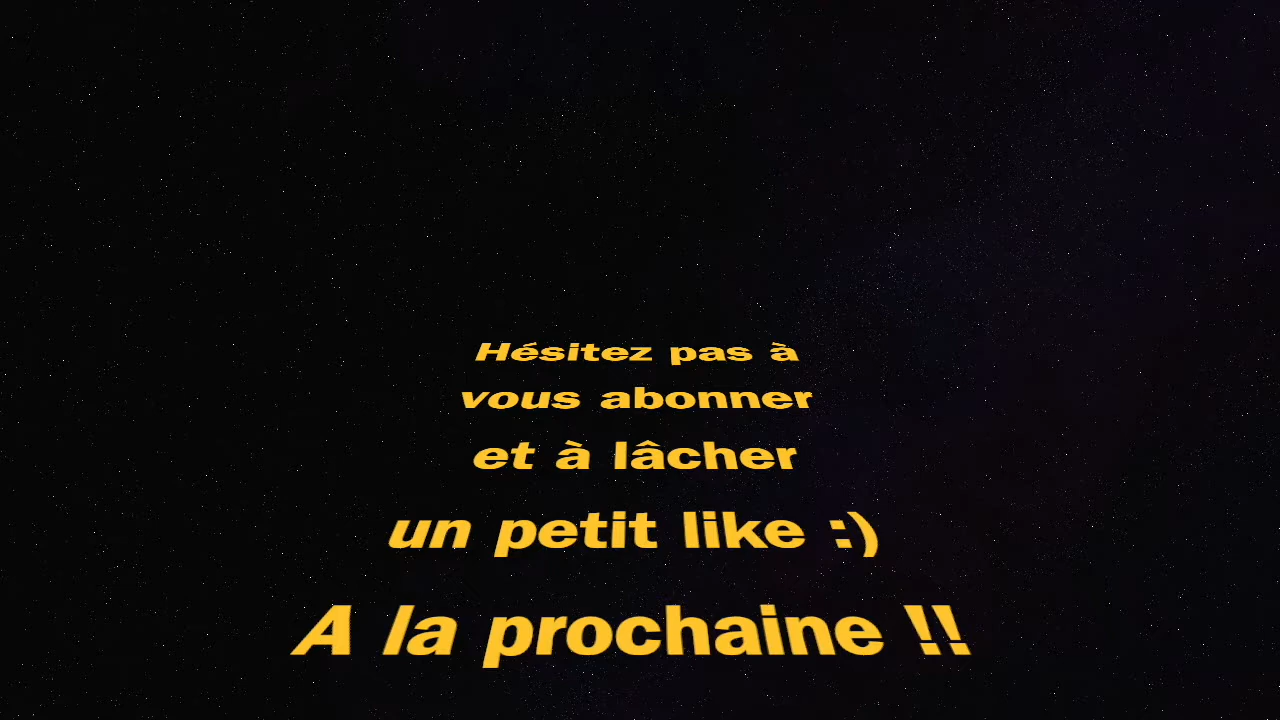 Hésitez pas à
vous abonner
et à lâcher
un petit like :)
A la prochaine !!